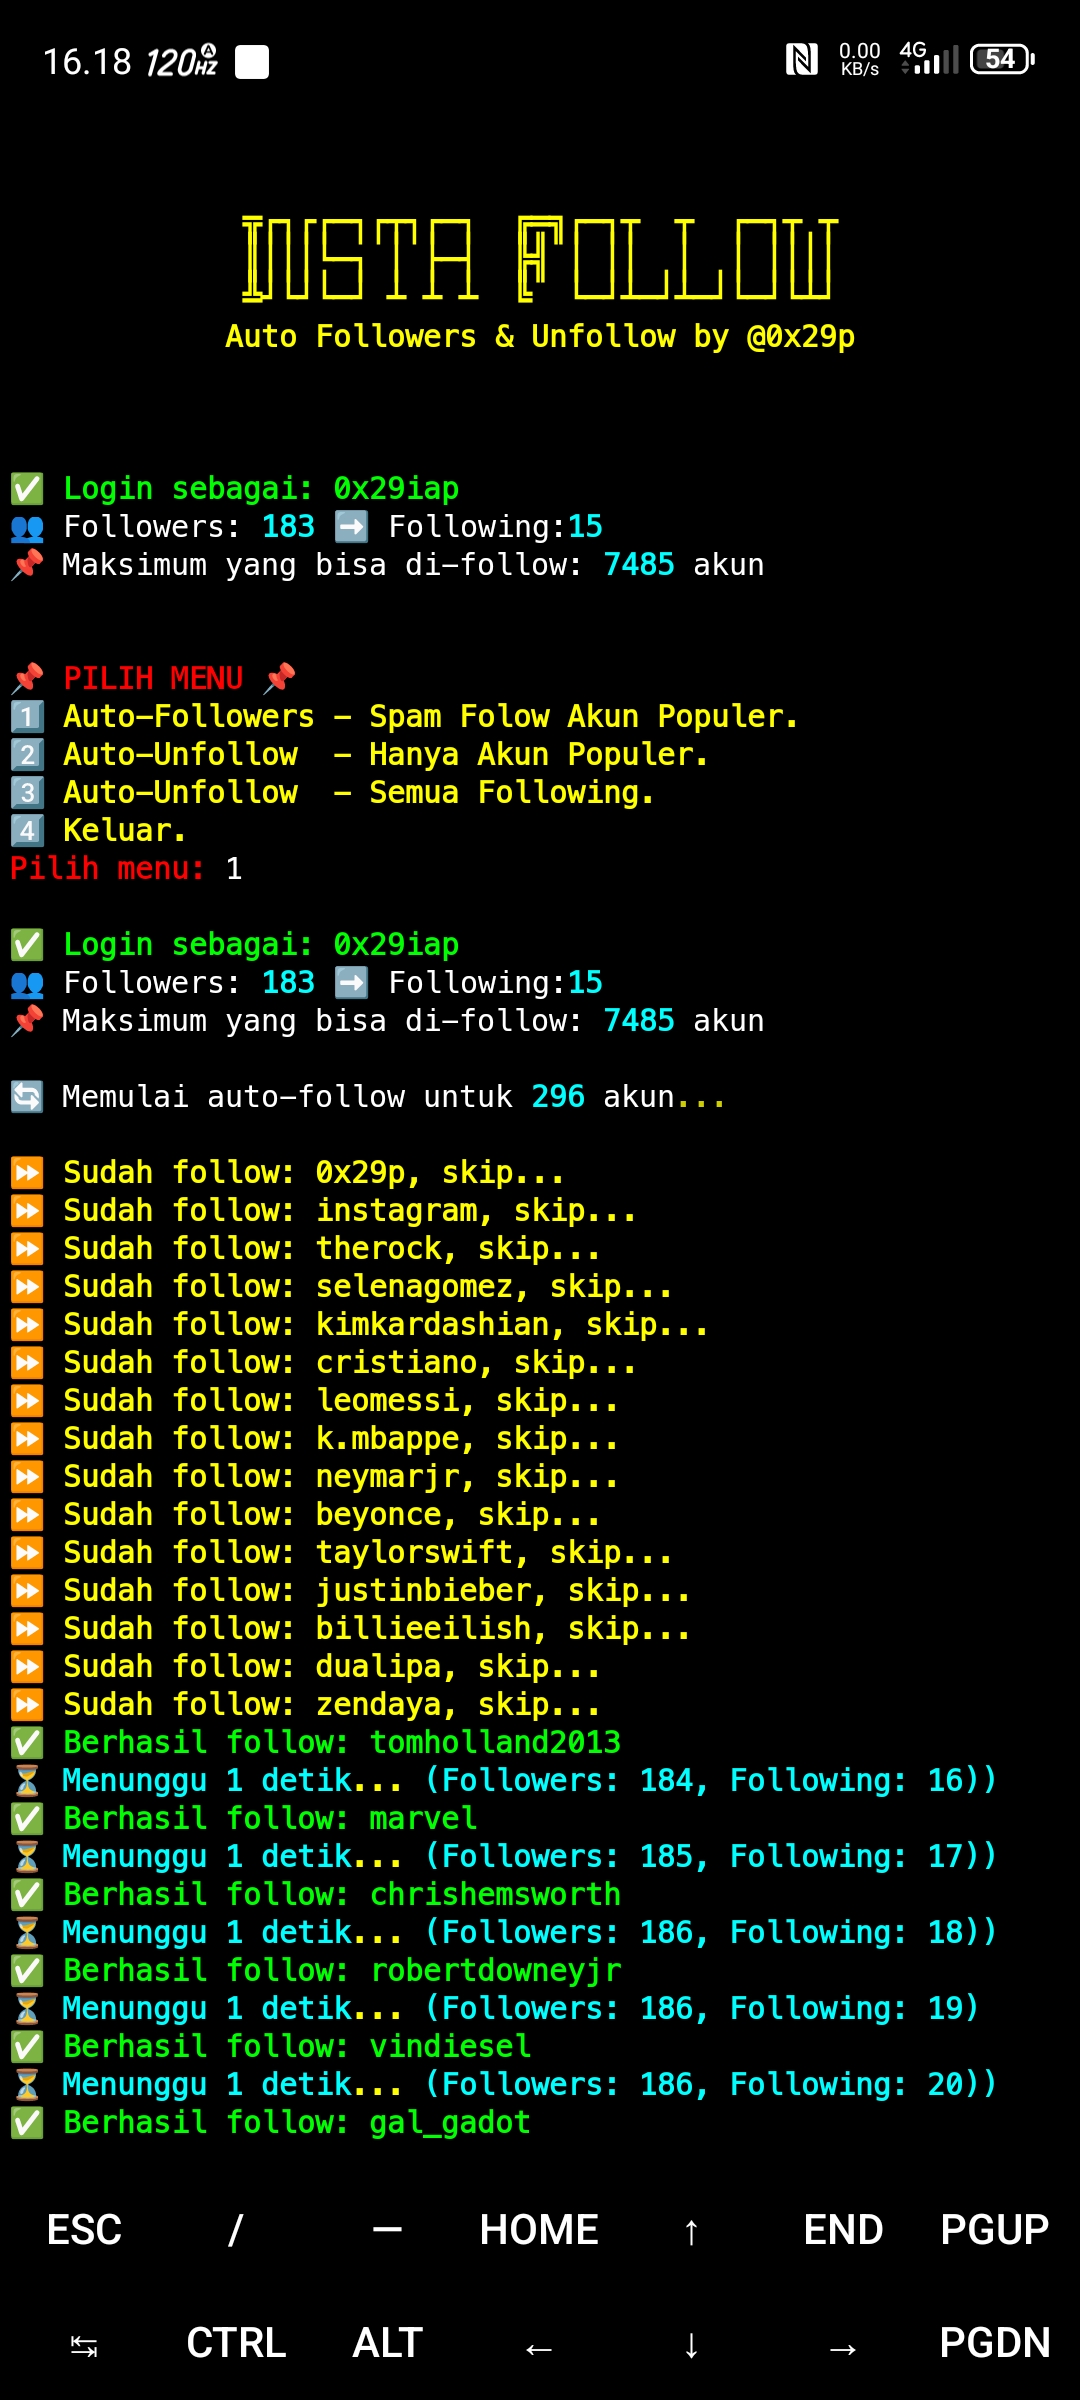 16.18 120HZ A 0.00 KB/s 4G 54
INSTA FOLLOW
Auto Followers & Unfollow by @0x29p
✅ Login sebagai: 0x29iap
👥 Followers: 183 ➡️ Following:15
📌 Maksimum yang bisa di-follow: 7485 akun
📌 PILIH MENU 📌
1️⃣ Auto-Followers - Spam Folow Akun Populer.
2️⃣ Auto-Unfollow  - Hanya Akun Populer.
3️⃣ Auto-Unfollow  - Semua Following.
4️⃣ Keluar.
Pilih menu: 1
✅ Login sebagai: 0x29iap
👥 Followers: 183 ➡️ Following:15
📌 Maksimum yang bisa di-follow: 7485 akun
🔄 Memulai auto-follow untuk 296 akun...
⏩ Sudah follow: 0x29p, skip...
⏩ Sudah follow: instagram, skip...
⏩ Sudah follow: therock, skip...
⏩ Sudah follow: selenagomez, skip...
⏩ Sudah follow: kimkardashian, skip...
⏩ Sudah follow: cristiano, skip...
⏩ Sudah follow: leomessi, skip...
⏩ Sudah follow: k.mbappe, skip...
⏩ Sudah follow: neymarjr, skip...
⏩ Sudah follow: beyonce, skip...
⏩ Sudah follow: taylorswift, skip...
⏩ Sudah follow: justinbieber, skip...
⏩ Sudah follow: billieeilish, skip...
⏩ Sudah follow: dualipa, skip...
⏩ Sudah follow: zendaya, skip...
✅ Berhasil follow: tomholland2013
⏳ Menunggu 1 detik... (Followers: 184, Following: 16))
✅ Berhasil follow: marvel
⏳ Menunggu 1 detik... (Followers: 185, Following: 17))
✅ Berhasil follow: chrishemsworth
⏳ Menunggu 1 detik... (Followers: 186, Following: 18))
✅ Berhasil follow: robertdowneyjr
⏳ Menunggu 1 detik... (Followers: 186, Following: 19)
✅ Berhasil follow: vindiesel
⏳ Menunggu 1 detik... (Followers: 186, Following: 20))
✅ Berhasil follow: gal_gadot
ESC / — HOME ↑ END PGUP
↹ CTRL ALT ← ↓ → PGDN